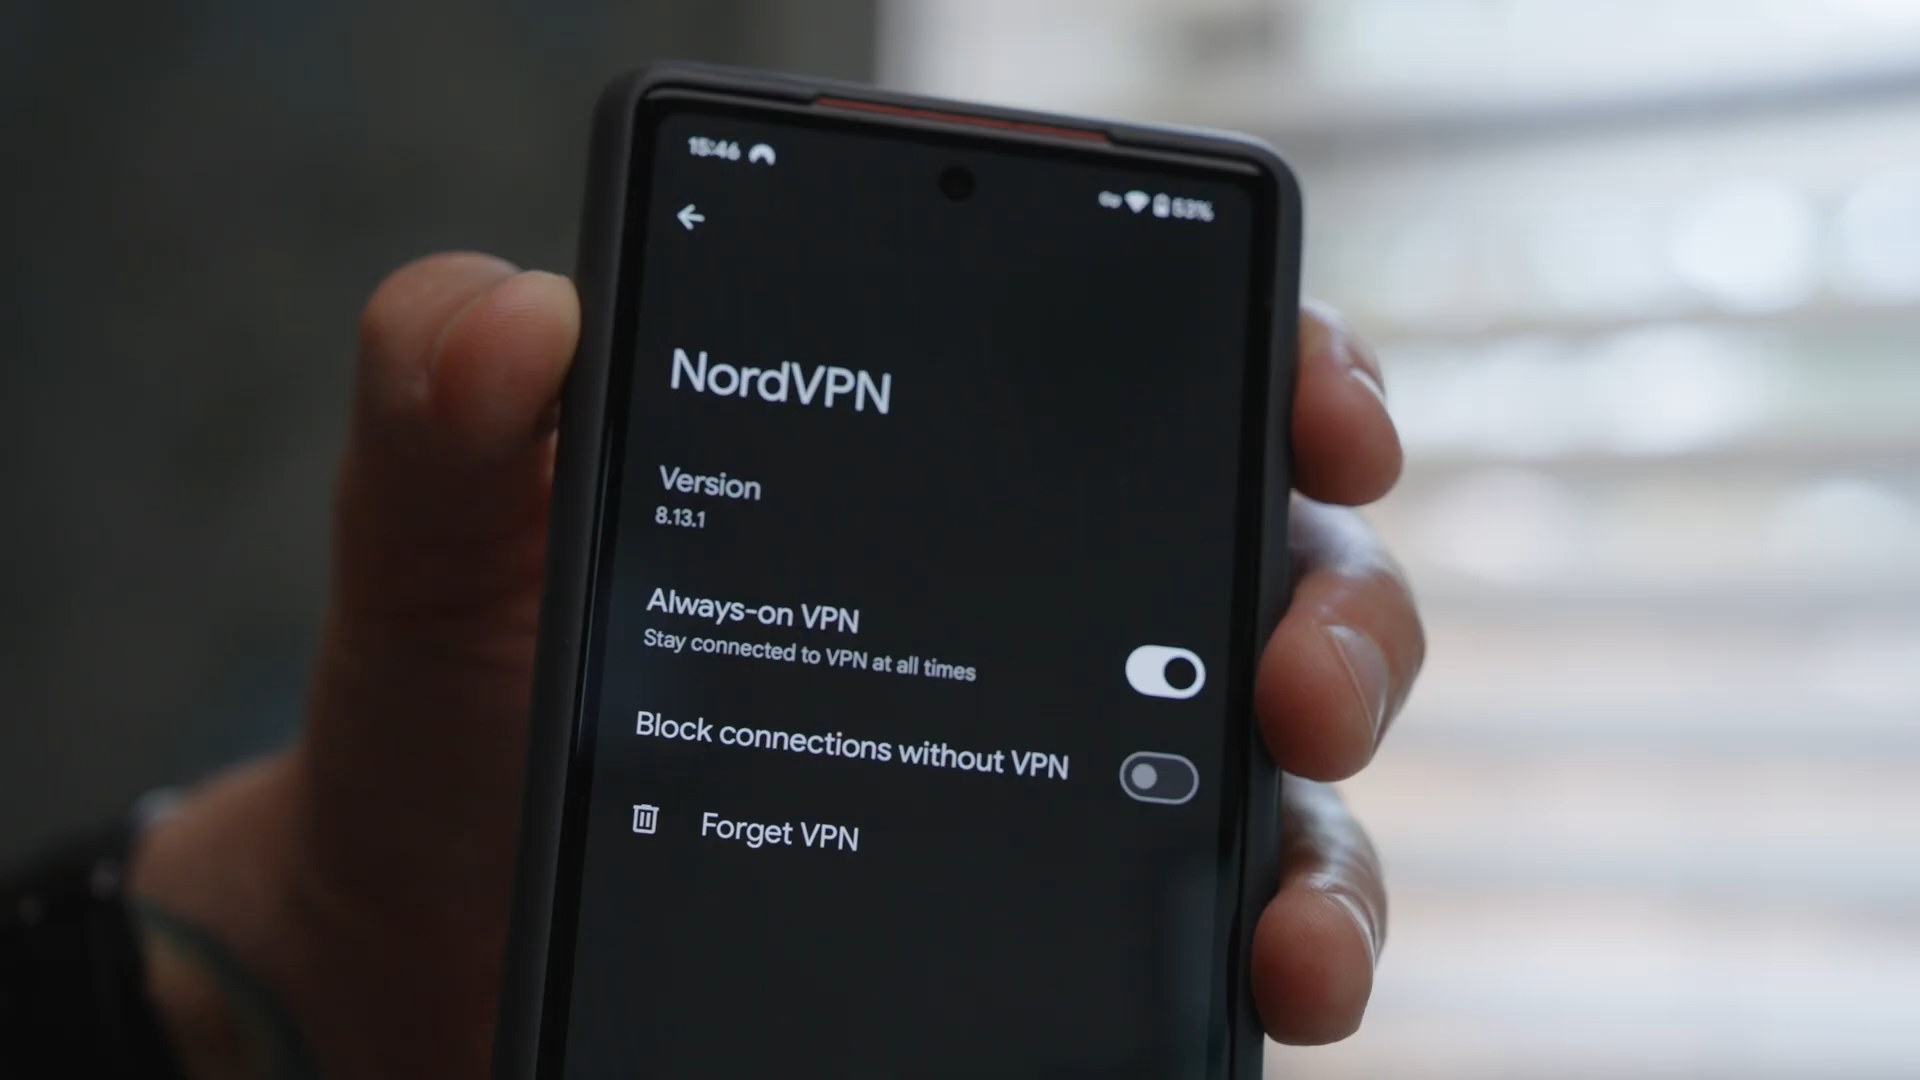 15:46
53%
NordVPN
Version
8.13.1
Always-on VPN
Stay connected to VPN at all times
Block connections without VPN
Forget VPN